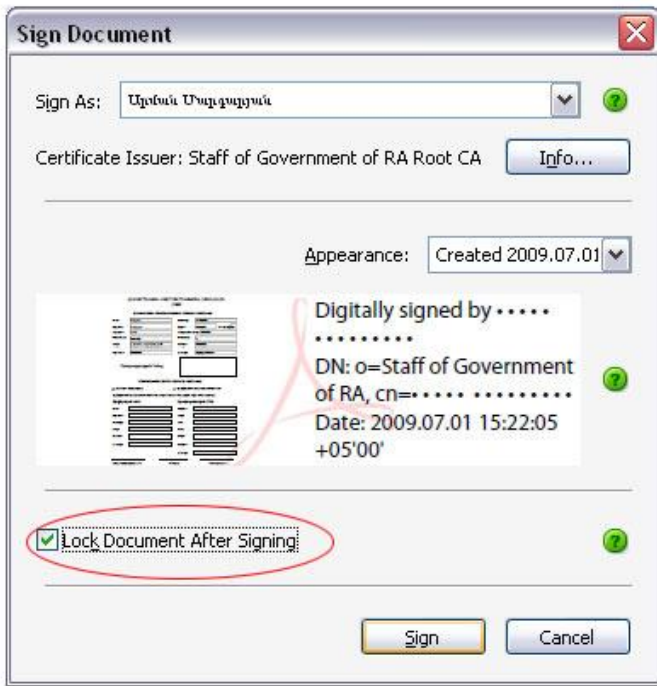 Sign Document
Sign As: Արման Մարգարյան
Certificate Issuer: Staff of Government of RA Root CA Info...
Appearance: Created 2009.07.01
Digitally signed by •••••
•••••••••
DN: o=Staff of Government
of RA, cn=••••• •••••••••
Date: 2009.07.01 15:22:05
+05'00'
Lock Document After Signing
Sign Cancel